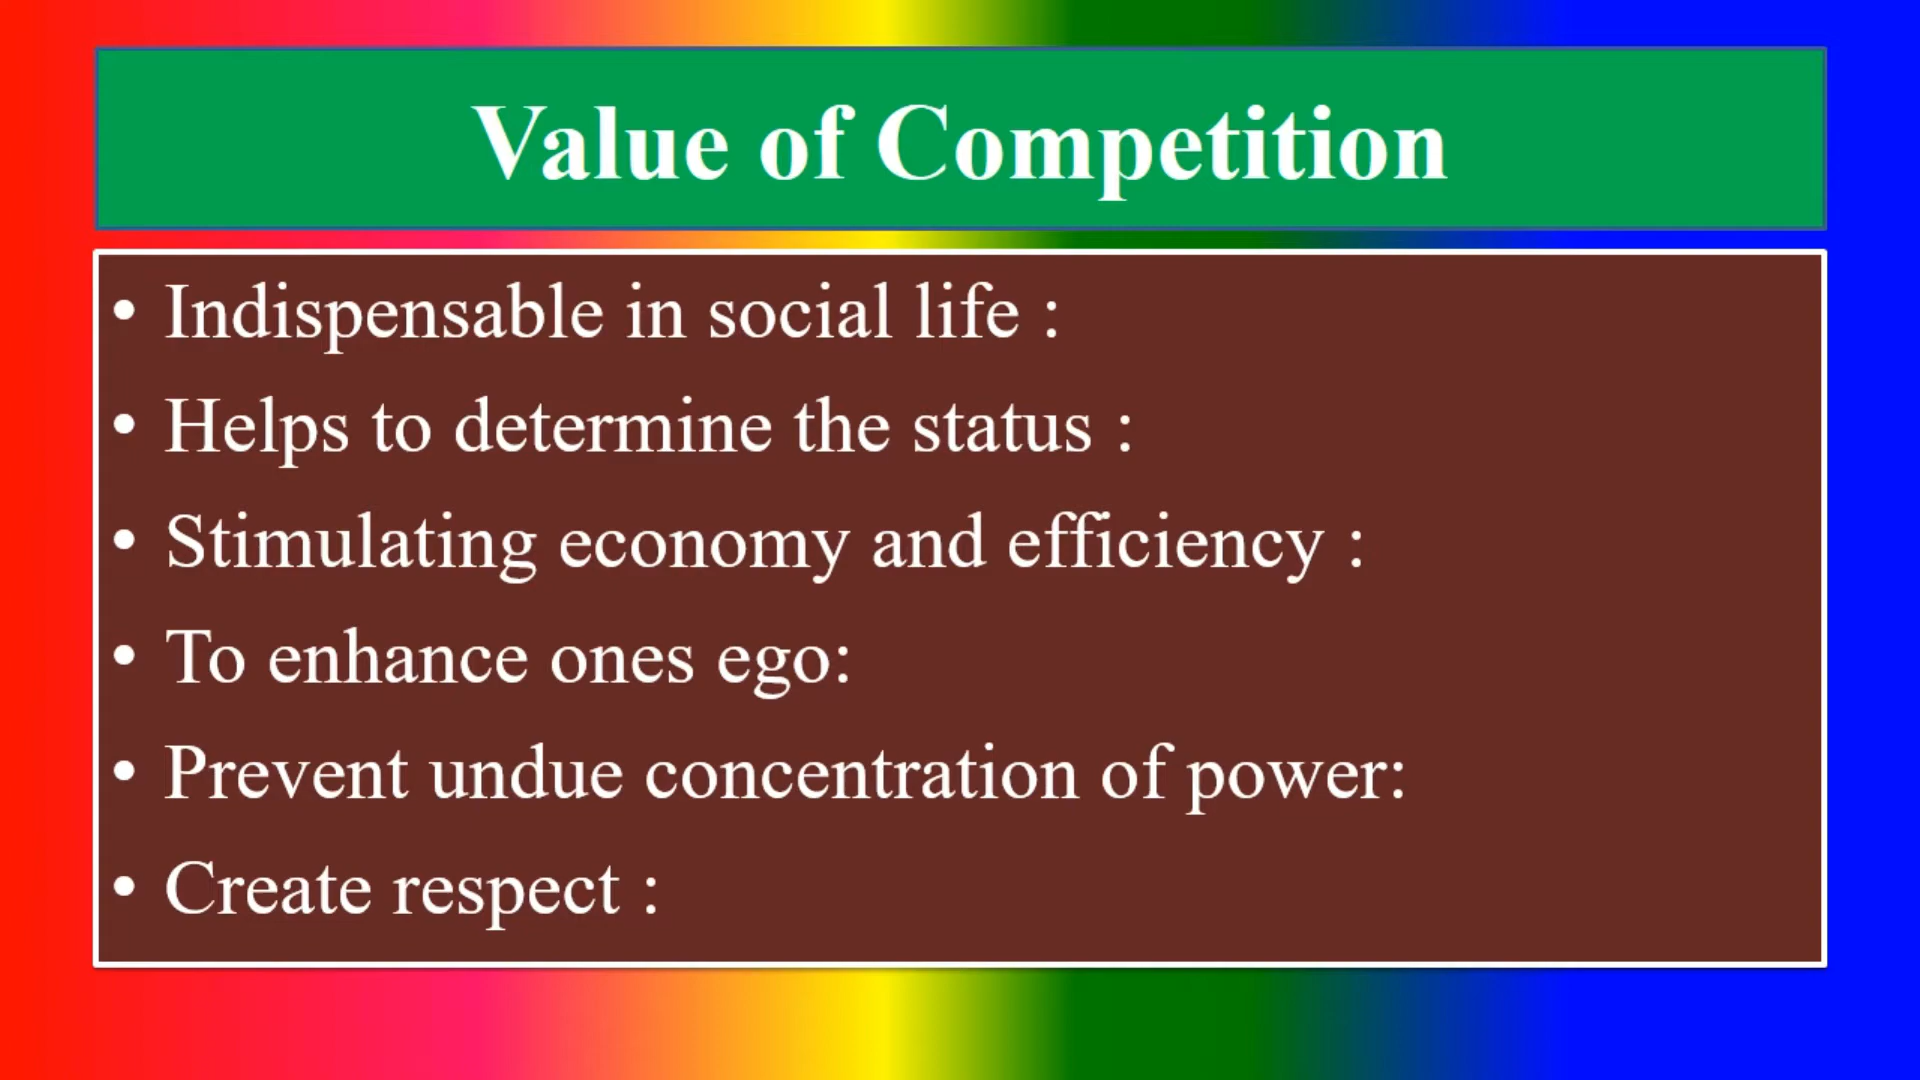 Value of Competition
• Indispensable in social life :
• Helps to determine the status :
• Stimulating economy and efficiency :
• To enhance ones ego:
• Prevent undue concentration of power:
• Create respect :